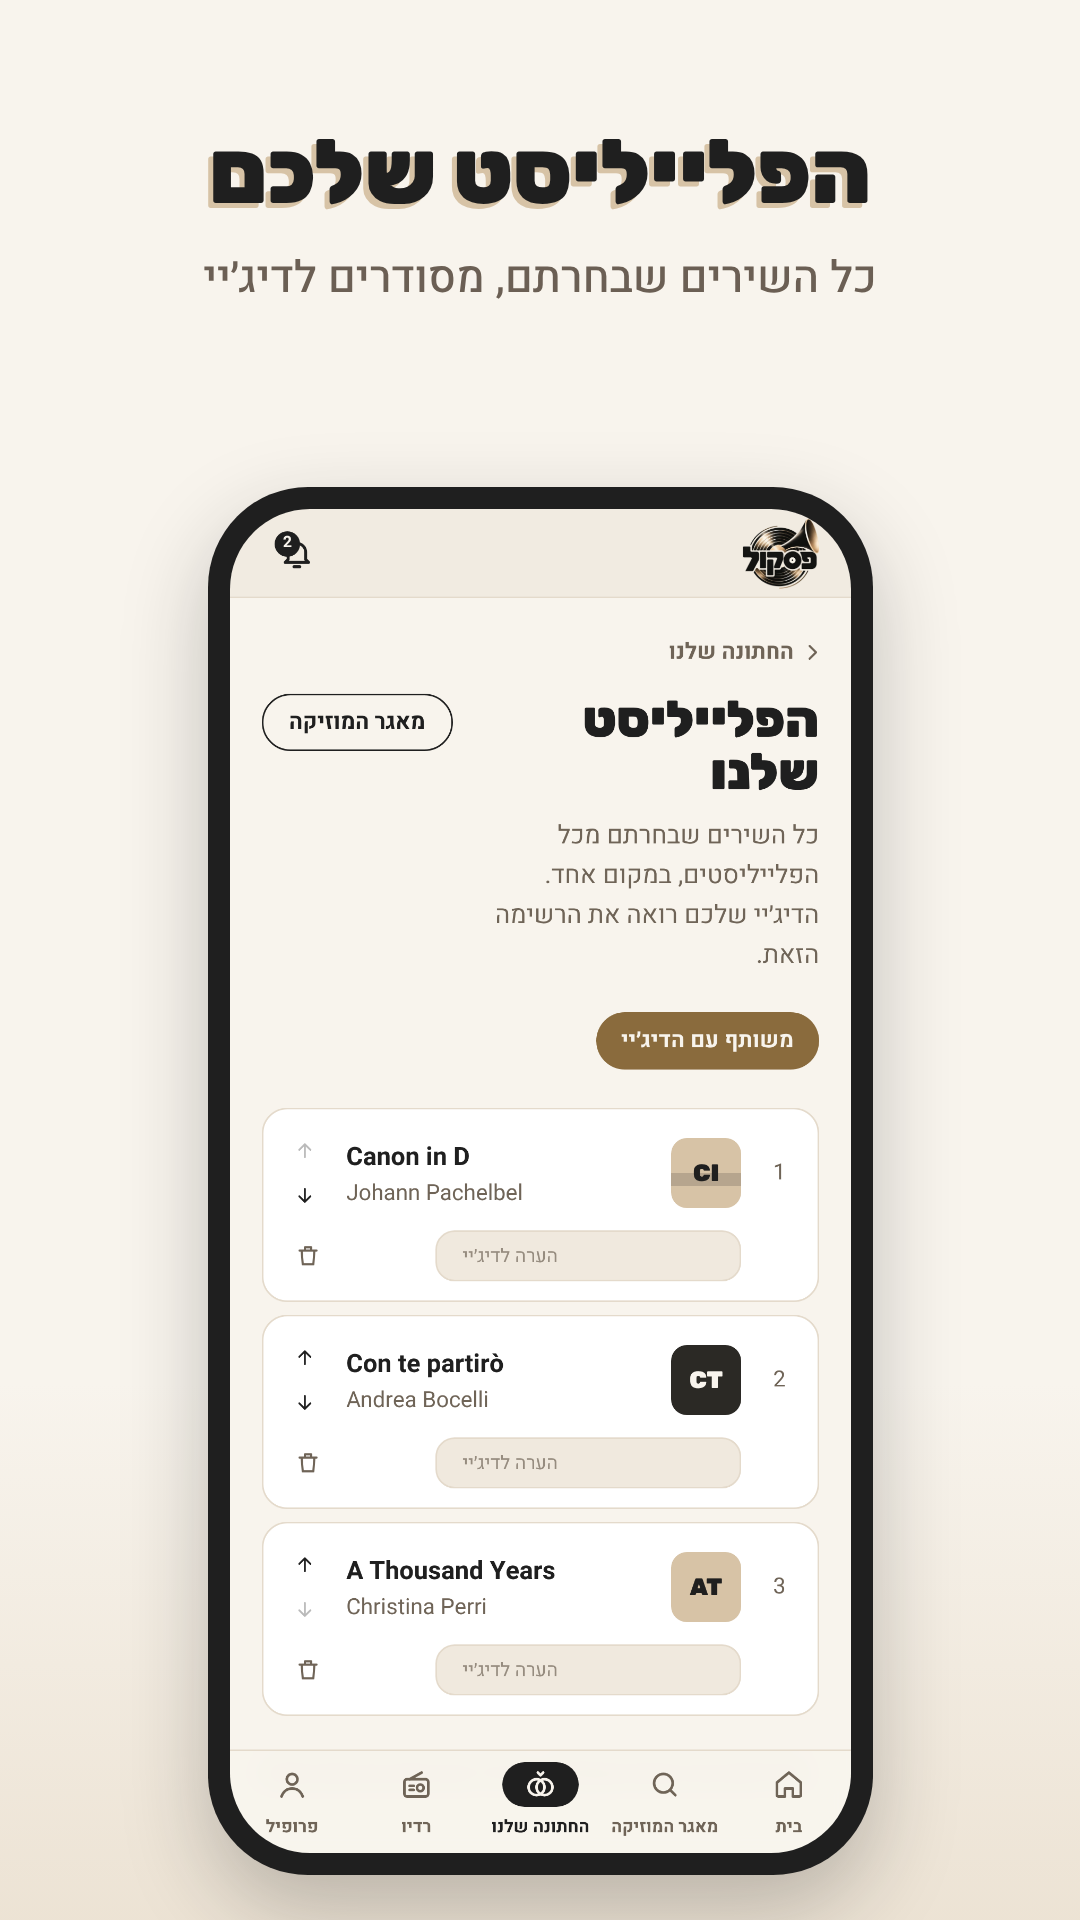 הפלייליסט שלכם
כל השירים שבחרתם, מסודרים לדיג׳יי
פסקול
2
החתונה שלנו
הפלייליסט
שלנו
מאגר המוזיקה
כל השירים שבחרתם מכל
הפלייליסטים, במקום אחד.
הדיג׳יי שלכם רואה את הרשימה
הזאת.
משותף עם הדיג׳יי
1
CI
Canon in D
Johann Pachelbel
הערה לדיג׳יי
2
CT
Con te partirò
Andrea Bocelli
הערה לדיג׳יי
3
AT
A Thousand Years
Christina Perri
הערה לדיג׳יי
בית
מאגר המוזיקה
החתונה שלנו
רדיו
פרופיל